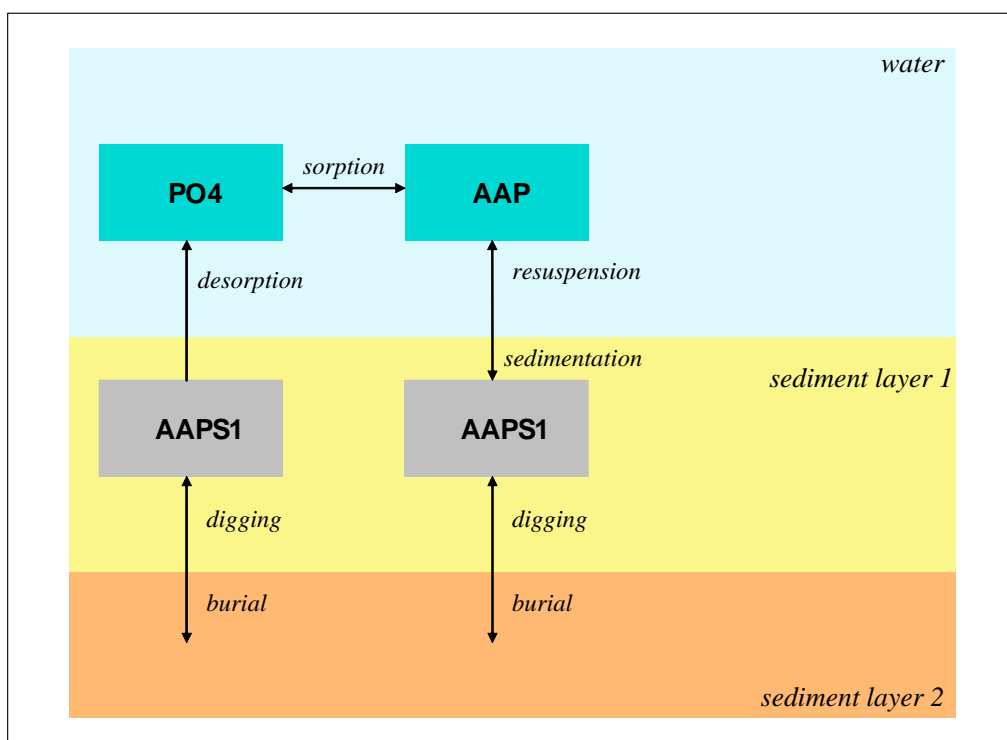 water
sorption
PO4
AAP
desorption
resuspension
sedimentation
sediment layer 1
AAPS1
AAPS1
digging
digging
burial
burial
sediment layer 2